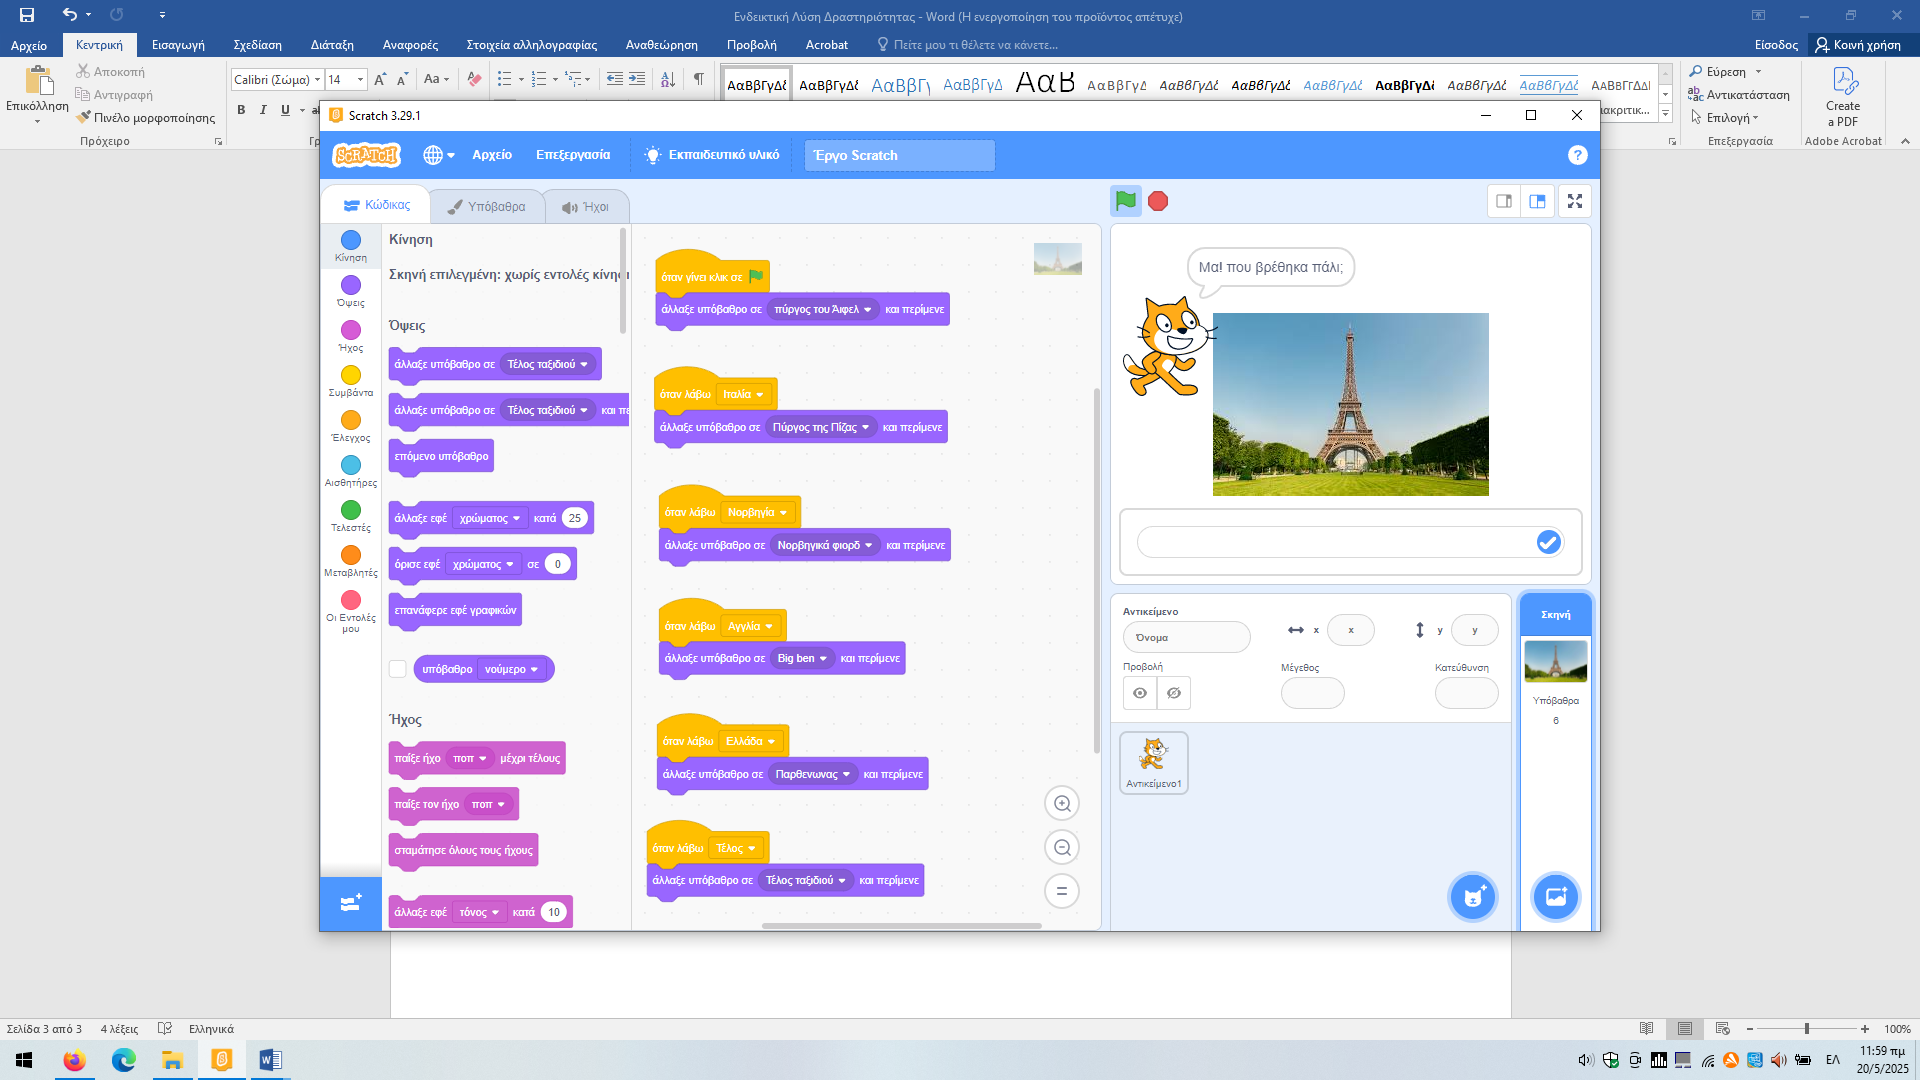 Ενδεικτική Λύση Δραστηριότητας - Word (Η ενεργοποίηση του προϊόντος απέτυχε)
Αρχείο Κεντρική Εισαγωγή Σχεδίαση Διάταξη Αναφορές Στοιχεία αλληλογραφίας Αναθεώρηση Προβολή Acrobat Πείτε μου τι θέλετε να κάνετε... Είσοδος Κοινή χρήση
Επικόλληση
Αποκοπή
Αντιγραφή
Πινέλο μορφοποίησης
Πρόχειρο
Calibri (Σώμα) 14
B I U
Εύρεση
Αντικατάσταση
Επιλογή
Επεξεργασία
Create
a PDF
Adobe Acrobat
Scratch 3.29.1
SCRATCH Αρχείο Επεξεργασία Εκπαιδευτικό υλικό Έργο Scratch
Κώδικας Υπόβαθρα Ήχοι
Κίνηση
Όψεις
Ήχος
Συμβάντα
Έλεγχος
Αισθητήρες
Τελεστές
Μεταβλητές
Οι Εντολές
μου
Κίνηση
Σκηνή επιλεγμένη: χωρίς εντολές κίνησ
Όψεις
άλλαξε υπόβαθρο σε Τέλος ταξιδιού
άλλαξε υπόβαθρο σε Τέλος ταξιδιού και πε
επόμενο υπόβαθρο
άλλαξε εφέ χρώματος κατά 25
όρισε εφέ χρώματος σε 0
επανάφερε εφέ γραφικών
υπόβαθρο νούμερο
Ήχος
παίξε ήχο ποπ μέχρι τέλους
παίξε τον ήχο ποπ
σταμάτησε όλους τους ήχους
άλλαξε εφέ τόνος κατά 10
όταν γίνει κλικ σε
άλλαξε υπόβαθρο σε πύργος του Άιφελ και περίμενε
όταν λάβω Ιταλία
άλλαξε υπόβαθρο σε Πύργος της Πίζας και περίμενε
όταν λάβω Νορβηγία
άλλαξε υπόβαθρο σε Νορβηγικά φιορδ και περίμενε
όταν λάβω Αγγλία
άλλαξε υπόβαθρο σε Big ben και περίμενε
όταν λάβω Ελλάδα
άλλαξε υπόβαθρο σε Παρθενωνας και περίμενε
όταν λάβω Τέλος
άλλαξε υπόβαθρο σε Τέλος ταξιδιού και περίμενε
Μα! που βρέθηκα πάλι;
Αντικείμενο
Όνομα
x x y y
Προβολή Μέγεθος Κατεύθυνση
Αντικείμενο1
Σκηνή
Υπόβαθρα
6
Σελίδα 3 από 3 4 λέξεις Ελληνικά 100%
ΕΛ
11:59 πμ
20/5/2025